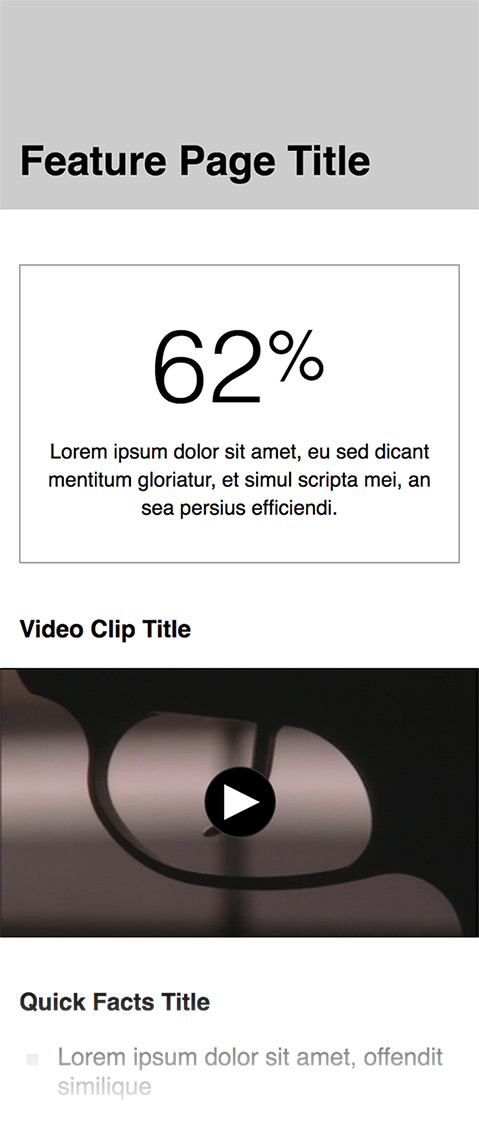 Feature Page Title
62%
Lorem ipsum dolor sit amet, eu sed dicant
mentitum gloriatur, et simul scripta mei, an
sea persius efficiendi.
Video Clip Title
Quick Facts Title
Lorem ipsum dolor sit amet, offendit
similique